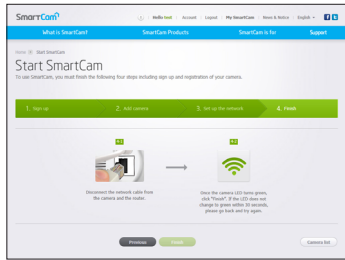 SmartCam
Hello test! | Account | Logout | My SmartCam | News & Notice | English
What is SmartCam? SmartCam Products SmartCam is for Support
Home Start SmartCam
Start SmartCam
To use SmartCam, you must finish the following four steps including sign up and registration of your camera.
1. Sign up 2. Add camera 3. Set up the network 4. Finish
4-2 4-3
Disconnect the network cable from
the camera and the router.
Once the camera LED turns green,
click "Finish". If the LED does not
change to green within 30 seconds,
please go back and try again.
Previous Finish Camera list